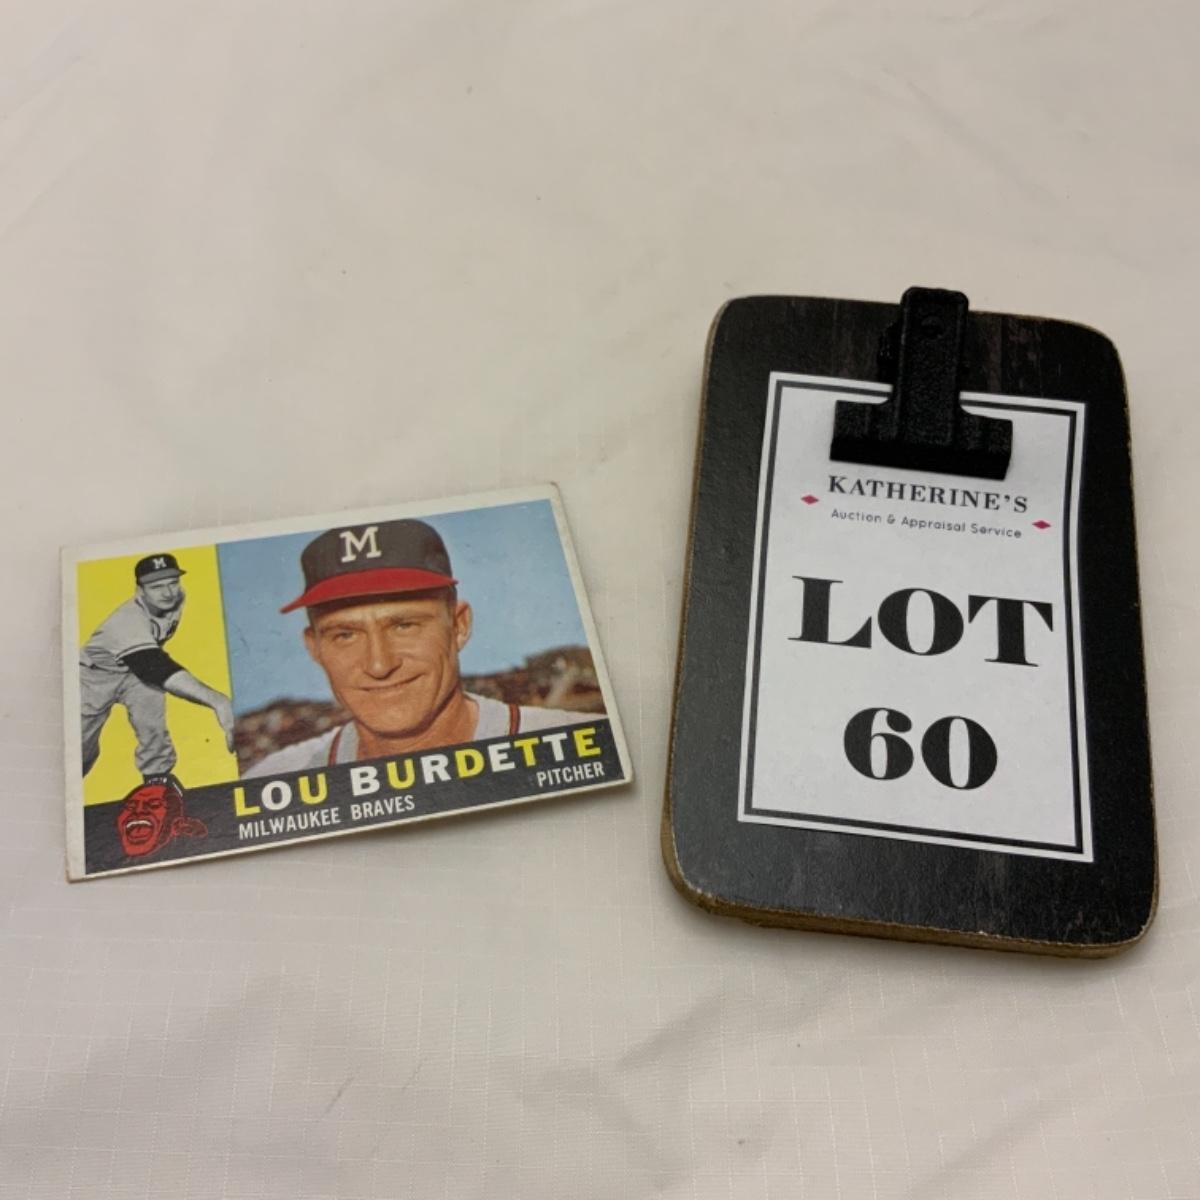 M
M
LOU BURDETTE
MILWAUKEE BRAVES
PITCHER
KATHERINE'S
Auction & Appraisal Service
LOT
60